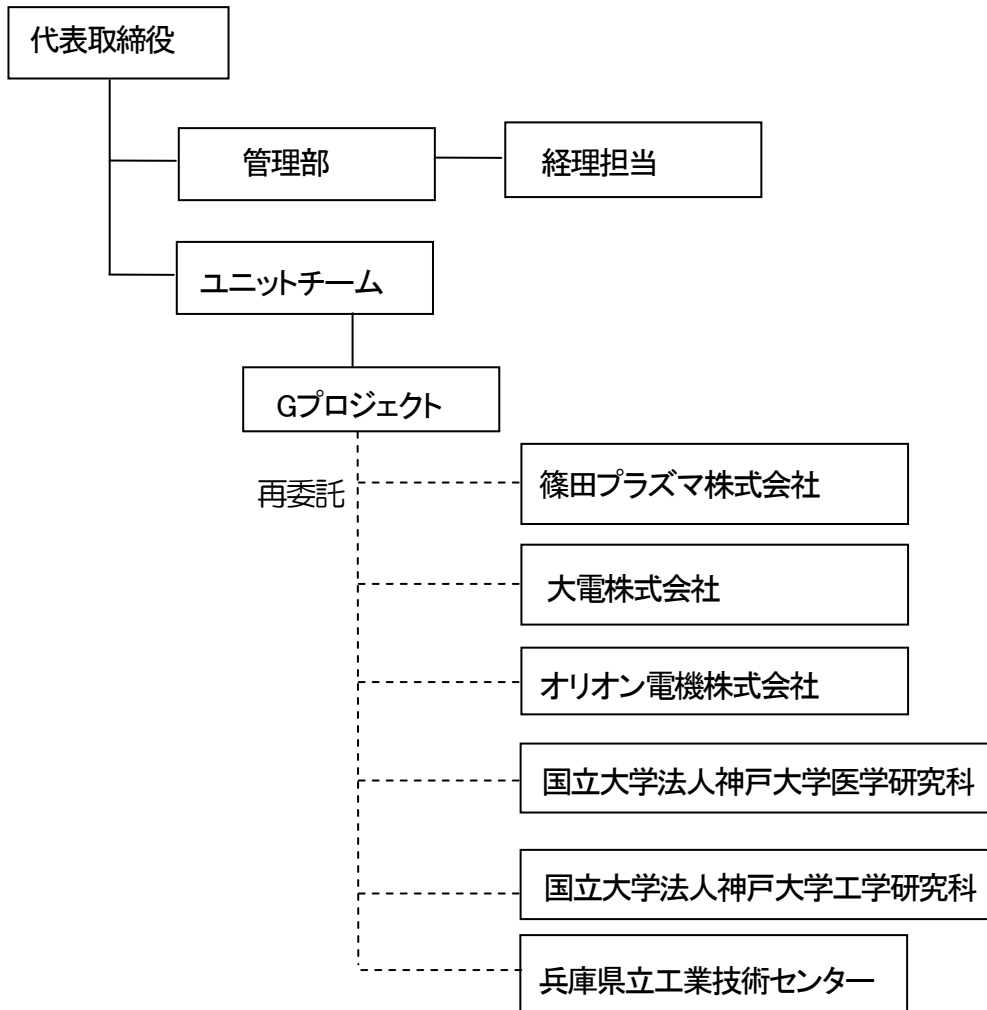 代表取締役
管理部
経理担当
ユニットチーム
Gプロジェクト
再委託
篠田プラズマ株式会社
大電株式会社
オリオン電機株式会社
国立大学法人神戸大学医学研究科
国立大学法人神戸大学工学研究科
兵庫県立工業技術センター